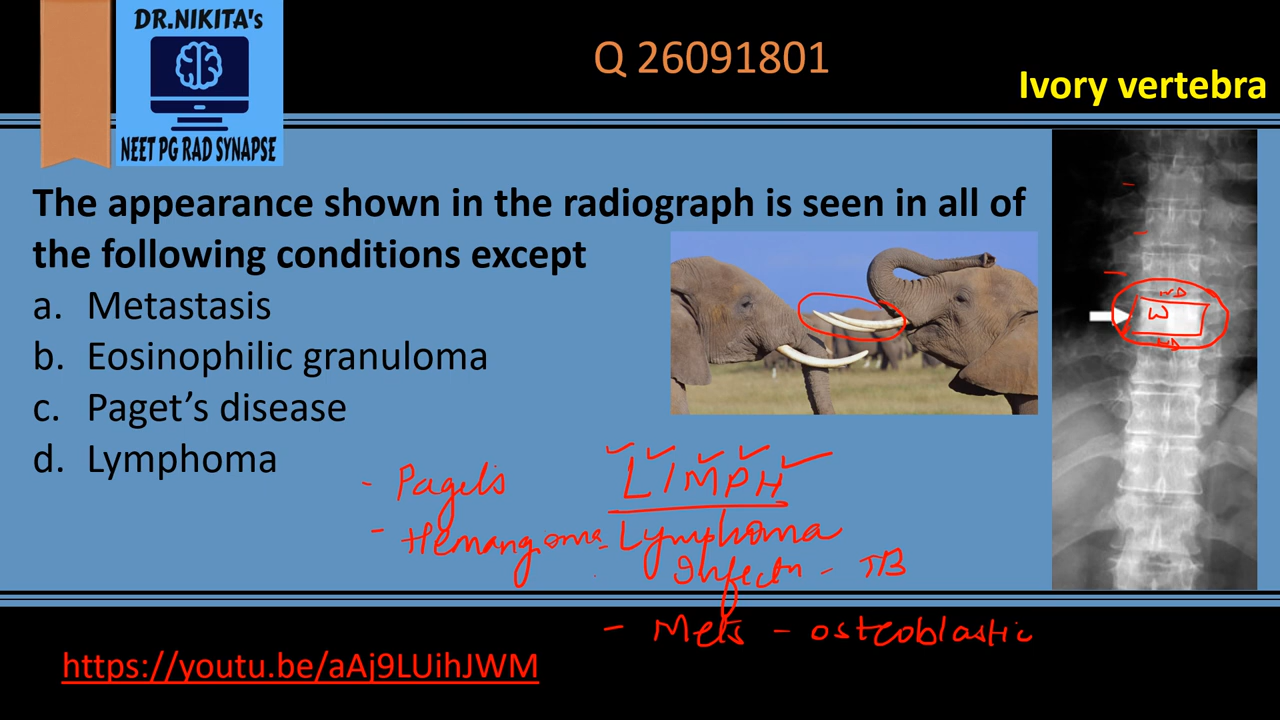 DR.NIKITA's
NEET PG RAD SYNAPSE
Q 26091801
Ivory vertebra
The appearance shown in the radiograph is seen in all of
the following conditions except
a. Metastasis
b. Eosinophilic granuloma
c. Paget’s disease
d. Lymphoma
- Paget's
- Hemangioma
LIMPH
- Lymphoma
Infectn - TB
- Mets - osteoblastic
W
https://youtu.be/aAj9LUihJWM